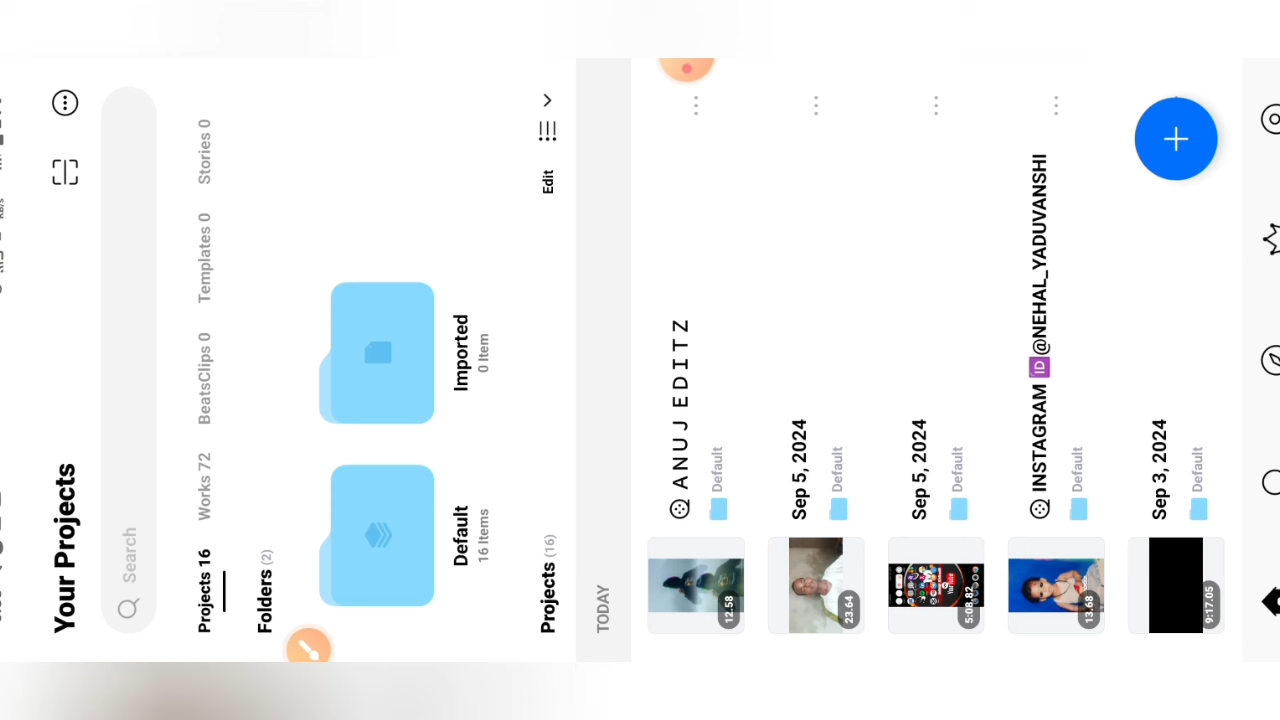 Your Projects
Search
Projects 16 Works 72 BeatsClips 0 Templates 0 Stories 0
Folders (2)
Default
16 Items
Imported
0 Item
Projects (16)
Edit
TODAY
ANUJ EDITZ
Default
12.58
Sep 5, 2024
Default
23.64
Sep 5, 2024
Default
5:08.82
INSTAGRAM 🆔@NEHAL_YADUVANSHI
Default
13.68
Sep 3, 2024
Default
9:17.05